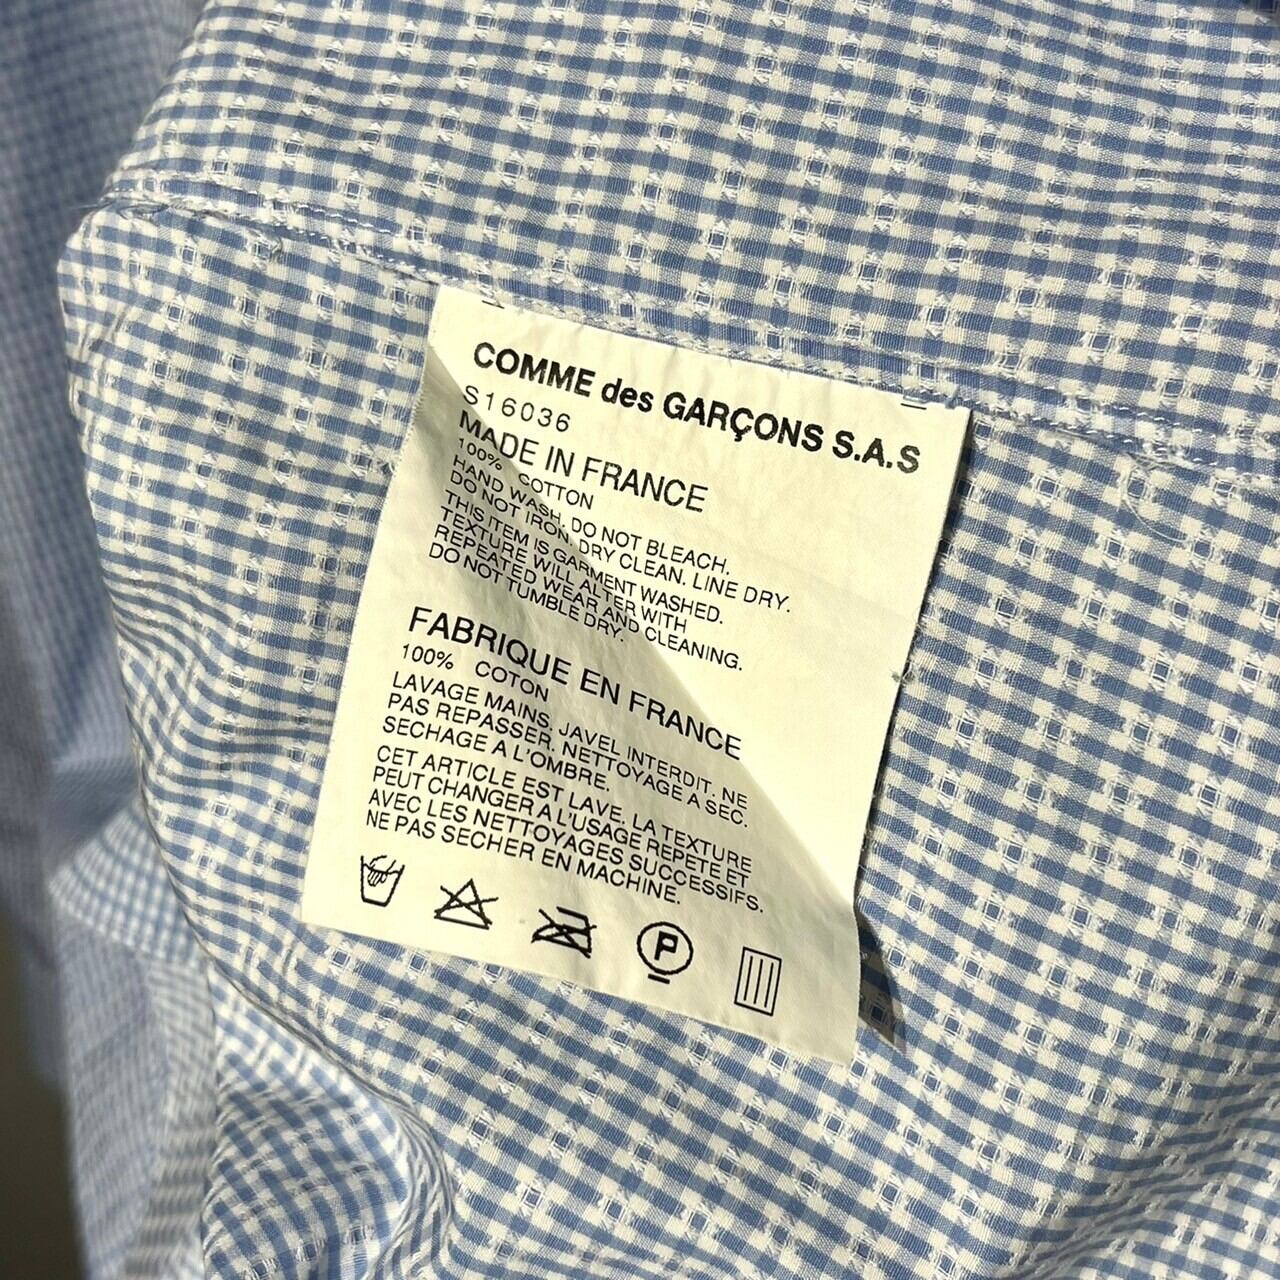 COMME des GARÇONS S.A.S
S16036
MADE IN FRANCE
100% COTTON
HAND WASH. DO NOT BLEACH.
DO NOT IRON. DRY CLEAN. LINE DRY.
THIS ITEM IS GARMENT WASHED.
TEXTURE WILL ALTER WITH
REPEATED WEAR AND CLEANING.
DO NOT TUMBLE DRY.
FABRIQUE EN FRANCE
100% COTON
LAVAGE MAINS. JAVEL INTERDIT. NE
PAS REPASSER. NETTOYAGE A SEC.
SECHAGE A L'OMBRE.
CET ARTICLE EST LAVE. LA TEXTURE
PEUT CHANGER A L'USAGE REPETE ET
AVEC LES NETTOYAGES SUCCESSIFS.
NE PAS SECHER EN MACHINE.
P